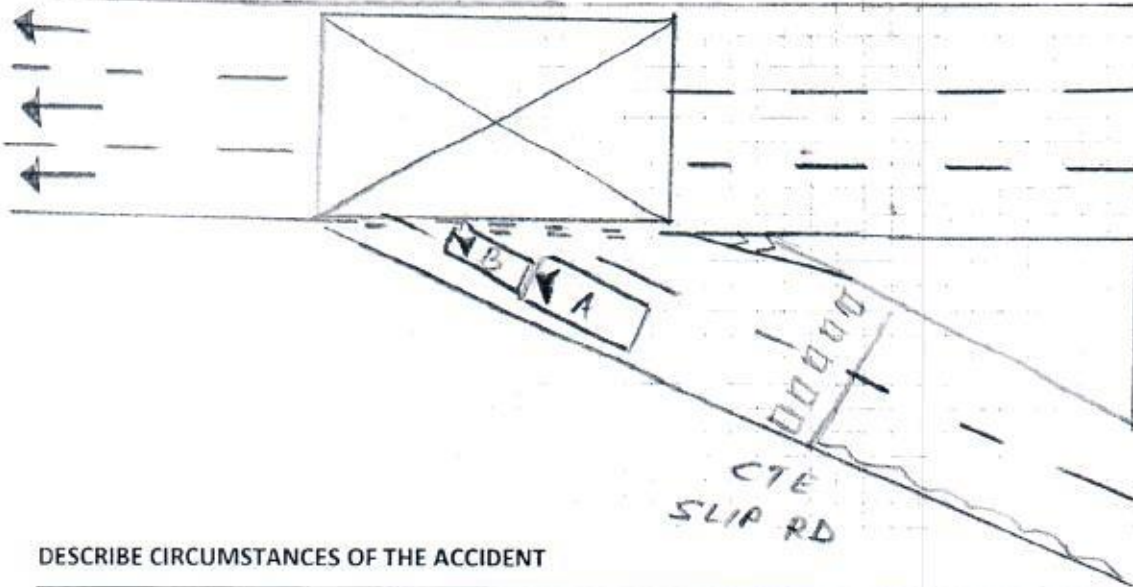 B
A
CTE
SLIP RD
DESCRIBE CIRCUMSTANCES OF THE ACCIDENT